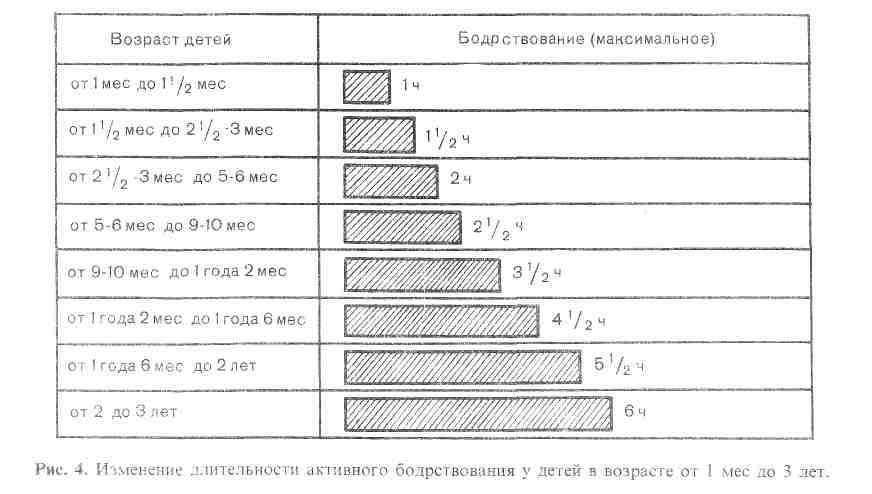 Возраст детей Бодрствование (максимальное)
от 1 мес до 1 1/2 мес 1 ч
от 1 1/2 мес до 2 1/2 -3 мес 1 1/2 ч
от 2 1/2 -3 мес до 5-6 мес 2 ч
от 5-6 мес до 9-10 мес 2 1/2 ч
от 9-10 мес до 1 года 2 мес 3 1/2 ч
от 1 года 2 мес до 1 года 6 мес 4 1/2 ч
от 1 года 6 мес до 2 лет 5 1/2 ч
от 2 до 3 лет 6 ч
Рис. 4. Изменение длительности активного бодрствования у детей в возрасте от 1 мес до 3 лет.